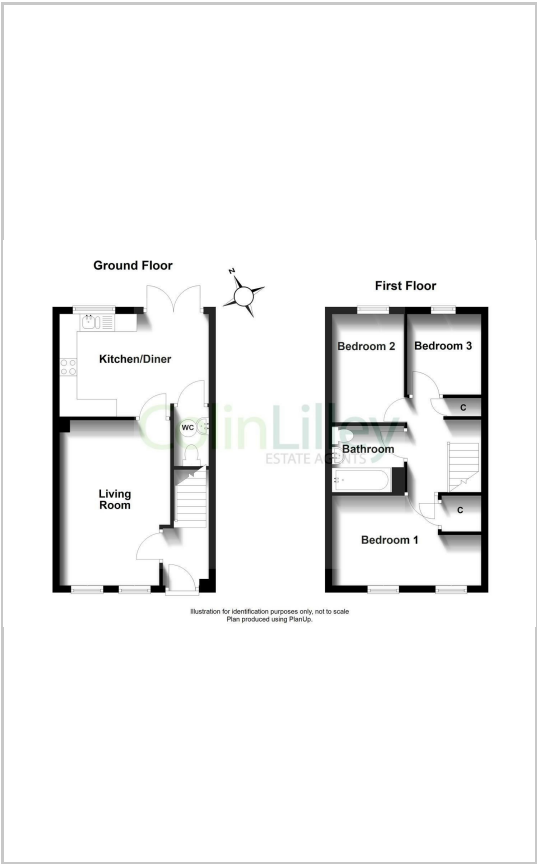 Ground Floor
N
First Floor
Kitchen/Diner
Bedroom 2
Bedroom 3
C
WC
ColinLilley
ESTATE AGENTS
Bathroom
Living
Room
C
Bedroom 1
Illustration for identification purposes only, not to scale
Plan produced using PlanUp.